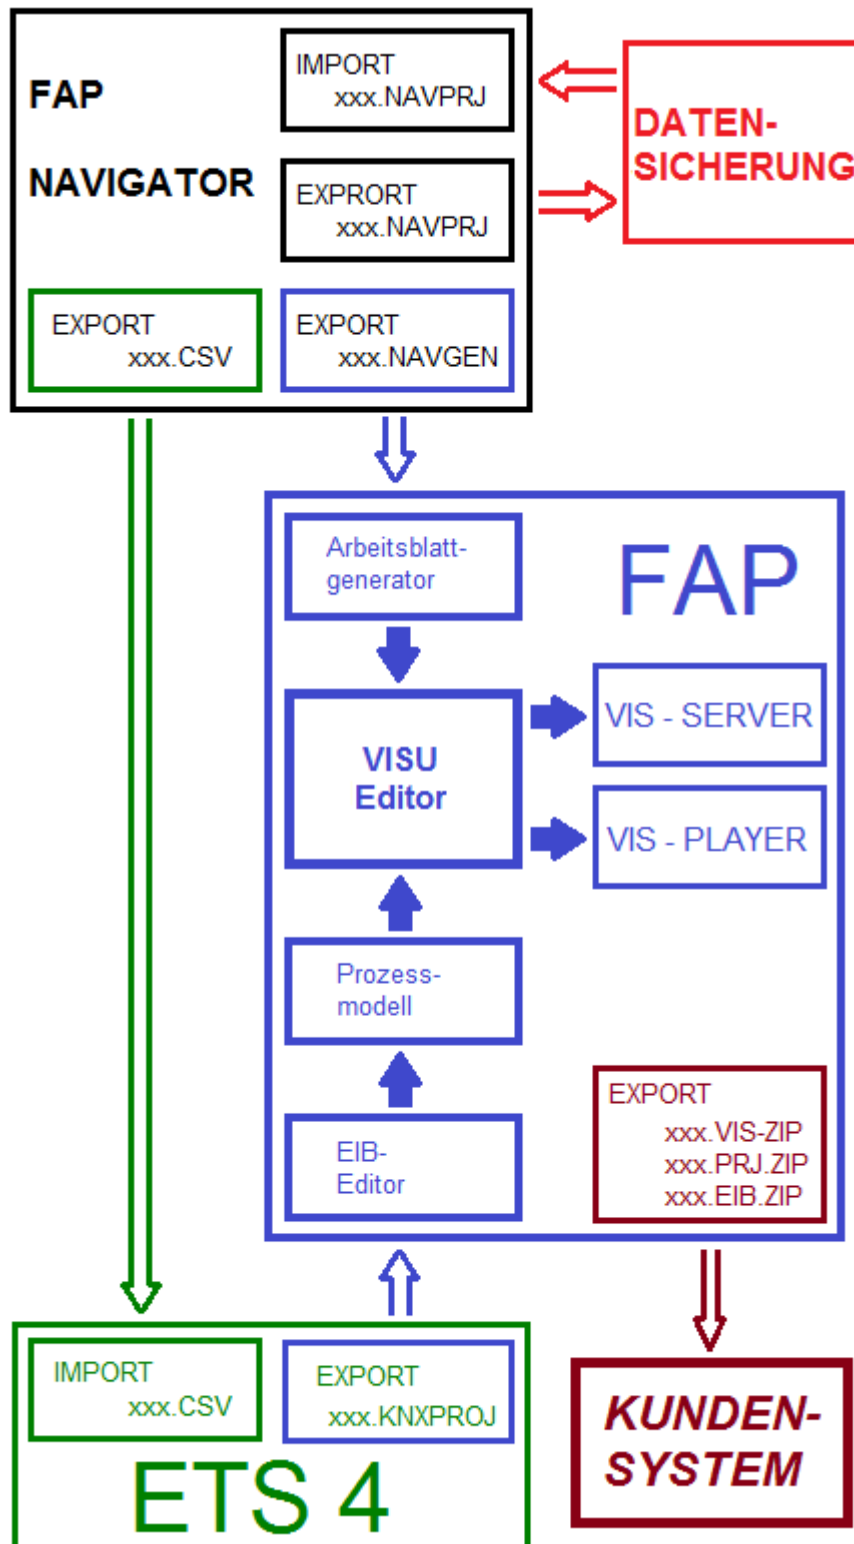 FAP
NAVIGATOR
IMPORT
xxx.NAVPRJ
EXPRORT
xxx.NAVPRJ
EXPORT
xxx.CSV
EXPORT
xxx.NAVGEN
DATEN-
SICHERUNG
FAP
Arbeitsblatt-
generator
VISU
Editor
VIS - SERVER
VIS - PLAYER
Prozess-
modell
EIB-
Editor
EXPORT
xxx.VIS-ZIP
xxx.PRJ.ZIP
xxx.EIB.ZIP
IMPORT
xxx.CSV
EXPORT
xxx.KNXPROJ
ETS 4
KUNDEN-
SYSTEM